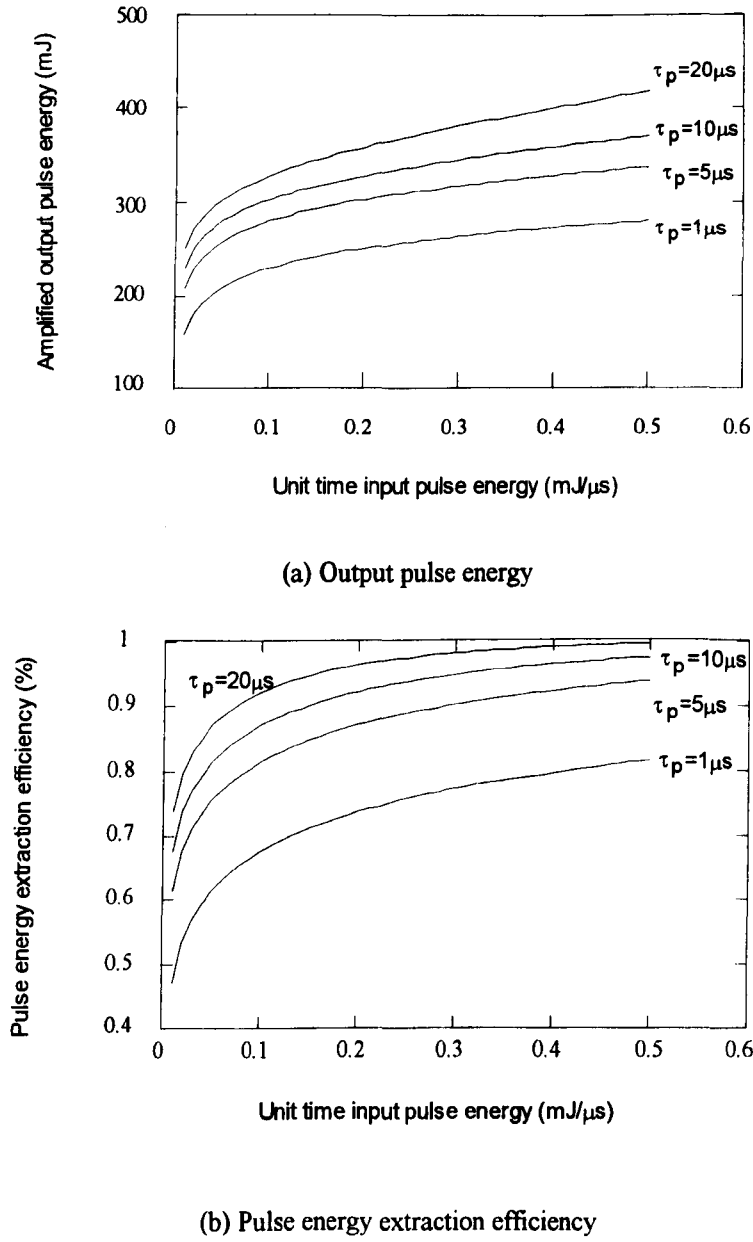 Amplified output pulse energy (mJ)
500
400
300
200
100
τp=20μs
τp=10μs
τp=5μs
τp=1μs
0 0.1 0.2 0.3 0.4 0.5 0.6
Unit time input pulse energy (mJ/μs)
(a) Output pulse energy
Pulse energy extraction efficiency (%)
1
0.9
0.8
0.7
0.6
0.5
0.4
τp=20μs
τp=10μs
τp=5μs
τp=1μs
0 0.1 0.2 0.3 0.4 0.5 0.6
Unit time input pulse energy (mJ/μs)
(b) Pulse energy extraction efficiency